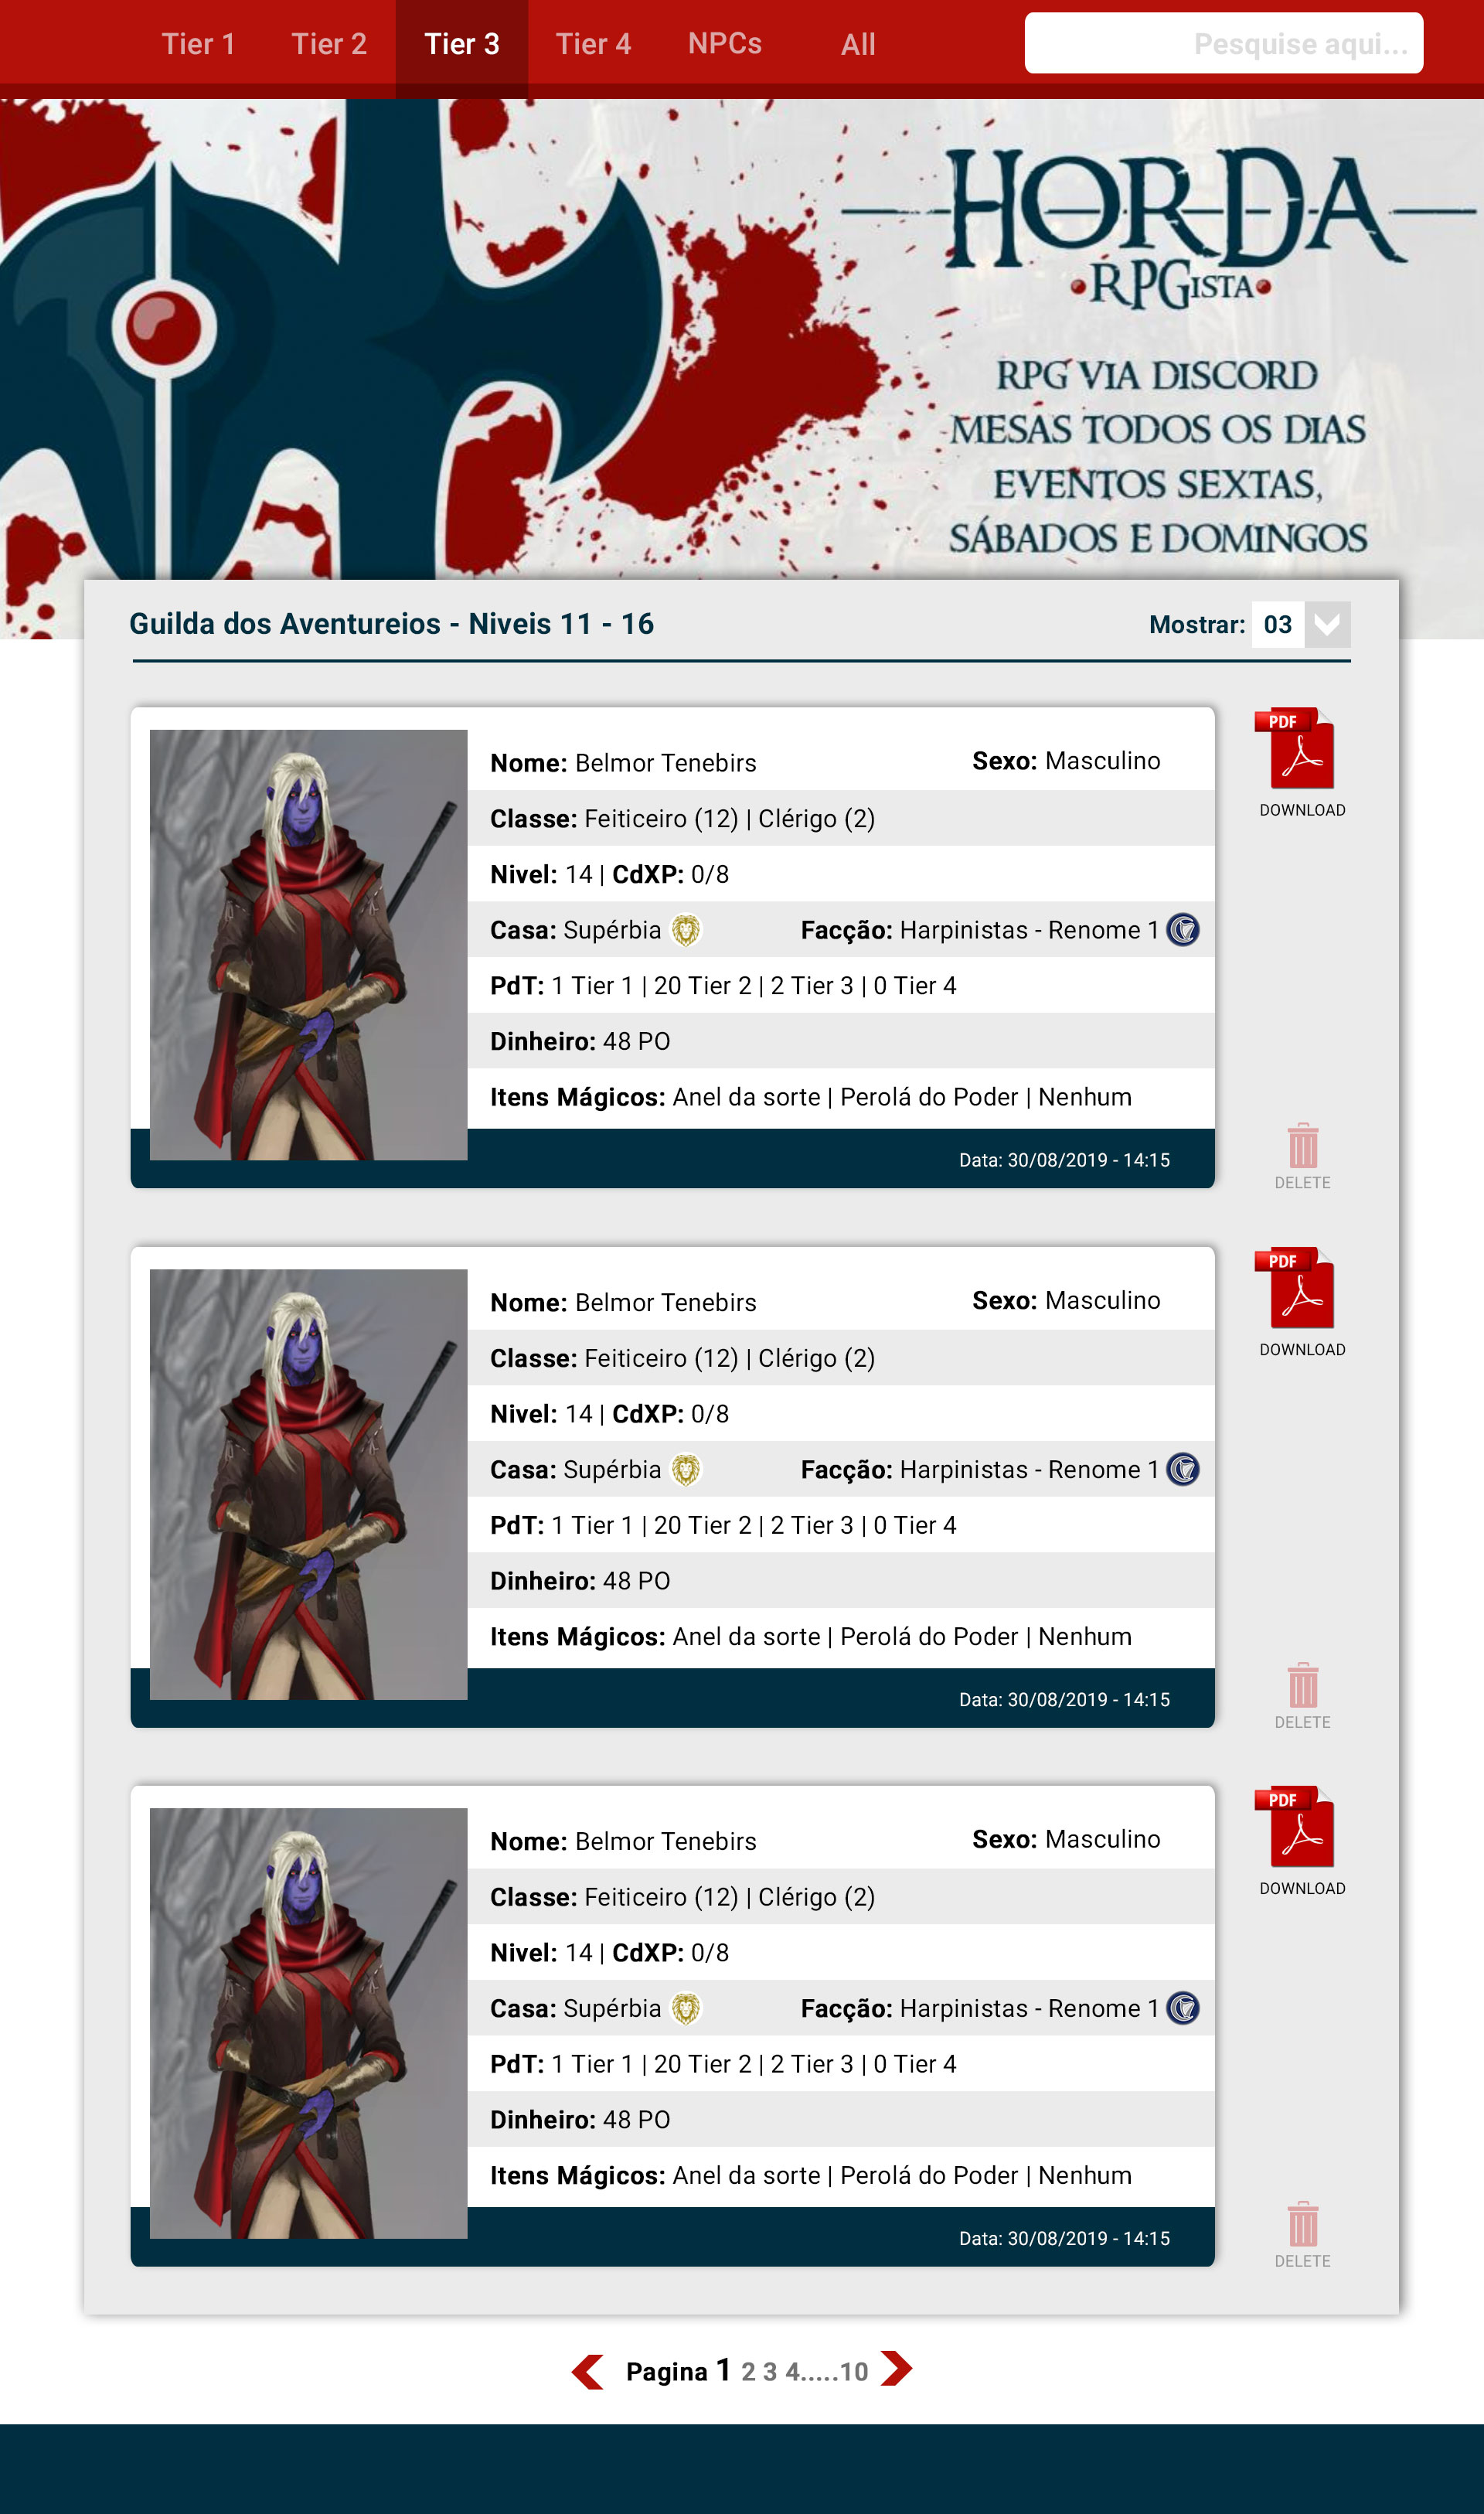 Tier 1 Tier 2 Tier 3 Tier 4 NPCs All Pesquise aqui...
HORDA
RPGISTA
RPG VIA DISCORD
MESAS TODOS OS DIAS
EVENTOS SEXTAS,
SÁBADOS E DOMINGOS
Guilda dos Aventureios - Niveis 11 - 16 Mostrar: 03
Nome: Belmor Tenebirs Sexo: Masculino
Classe: Feiticeiro (12) | Clérigo (2)
Nivel: 14 | CdXP: 0/8
Casa: Supérbia Facção: Harpinistas - Renome 1
PdT: 1 Tier 1 | 20 Tier 2 | 2 Tier 3 | 0 Tier 4
Dinheiro: 48 PO
Itens Mágicos: Anel da sorte | Perolá do Poder | Nenhum
Data: 30/08/2019 - 14:15
PDF
DOWNLOAD
DELETE
Nome: Belmor Tenebirs Sexo: Masculino
Classe: Feiticeiro (12) | Clérigo (2)
Nivel: 14 | CdXP: 0/8
Casa: Supérbia Facção: Harpinistas - Renome 1
PdT: 1 Tier 1 | 20 Tier 2 | 2 Tier 3 | 0 Tier 4
Dinheiro: 48 PO
Itens Mágicos: Anel da sorte | Perolá do Poder | Nenhum
Data: 30/08/2019 - 14:15
PDF
DOWNLOAD
DELETE
Nome: Belmor Tenebirs Sexo: Masculino
Classe: Feiticeiro (12) | Clérigo (2)
Nivel: 14 | CdXP: 0/8
Casa: Supérbia Facção: Harpinistas - Renome 1
PdT: 1 Tier 1 | 20 Tier 2 | 2 Tier 3 | 0 Tier 4
Dinheiro: 48 PO
Itens Mágicos: Anel da sorte | Perolá do Poder | Nenhum
Data: 30/08/2019 - 14:15
PDF
DOWNLOAD
DELETE
Pagina 1 2 3 4.....10